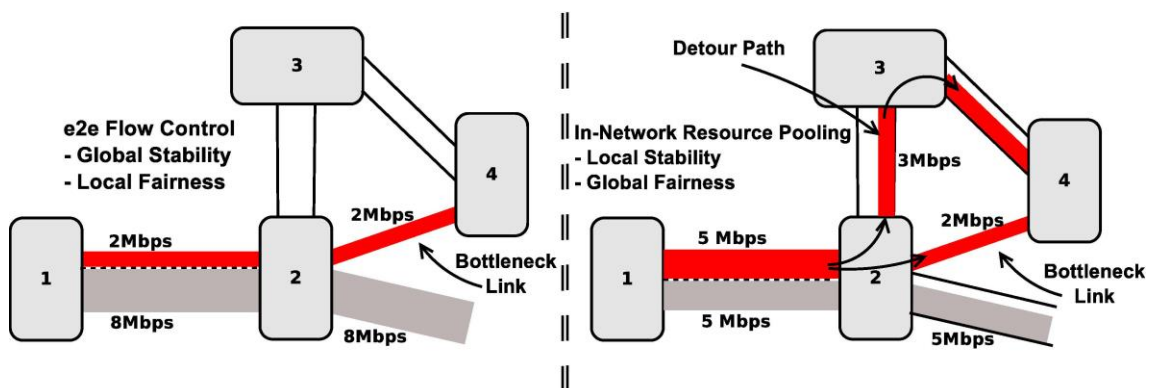 3
e2e Flow Control
- Global Stability
- Local Fairness
4
2Mbps
2Mbps
1
2
Bottleneck
Link
8Mbps
8Mbps
Detour Path
3
In-Network Resource Pooling
- Local Stability
- Global Fairness
3Mbps
4
2Mbps
5 Mbps
1
2
Bottleneck
Link
5 Mbps
5Mbps